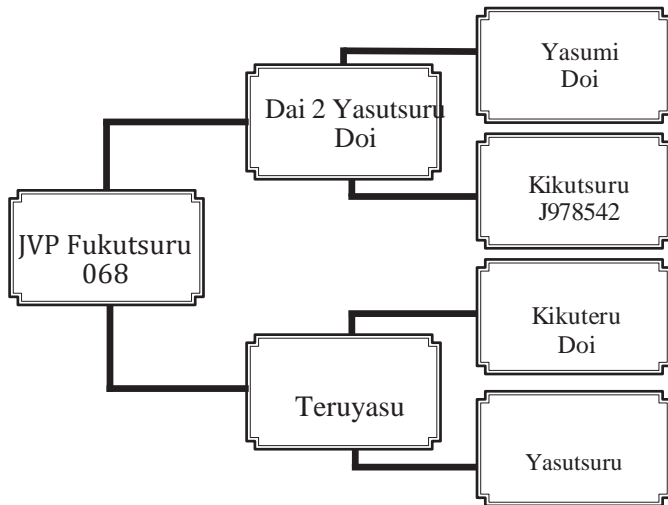 Yasumi
Doi
Dai 2 Yasutsuru
Doi
Kikutsuru
J978542
JVP Fukutsuru
068
Kikuteru
Doi
Teruyasu
Yasutsuru